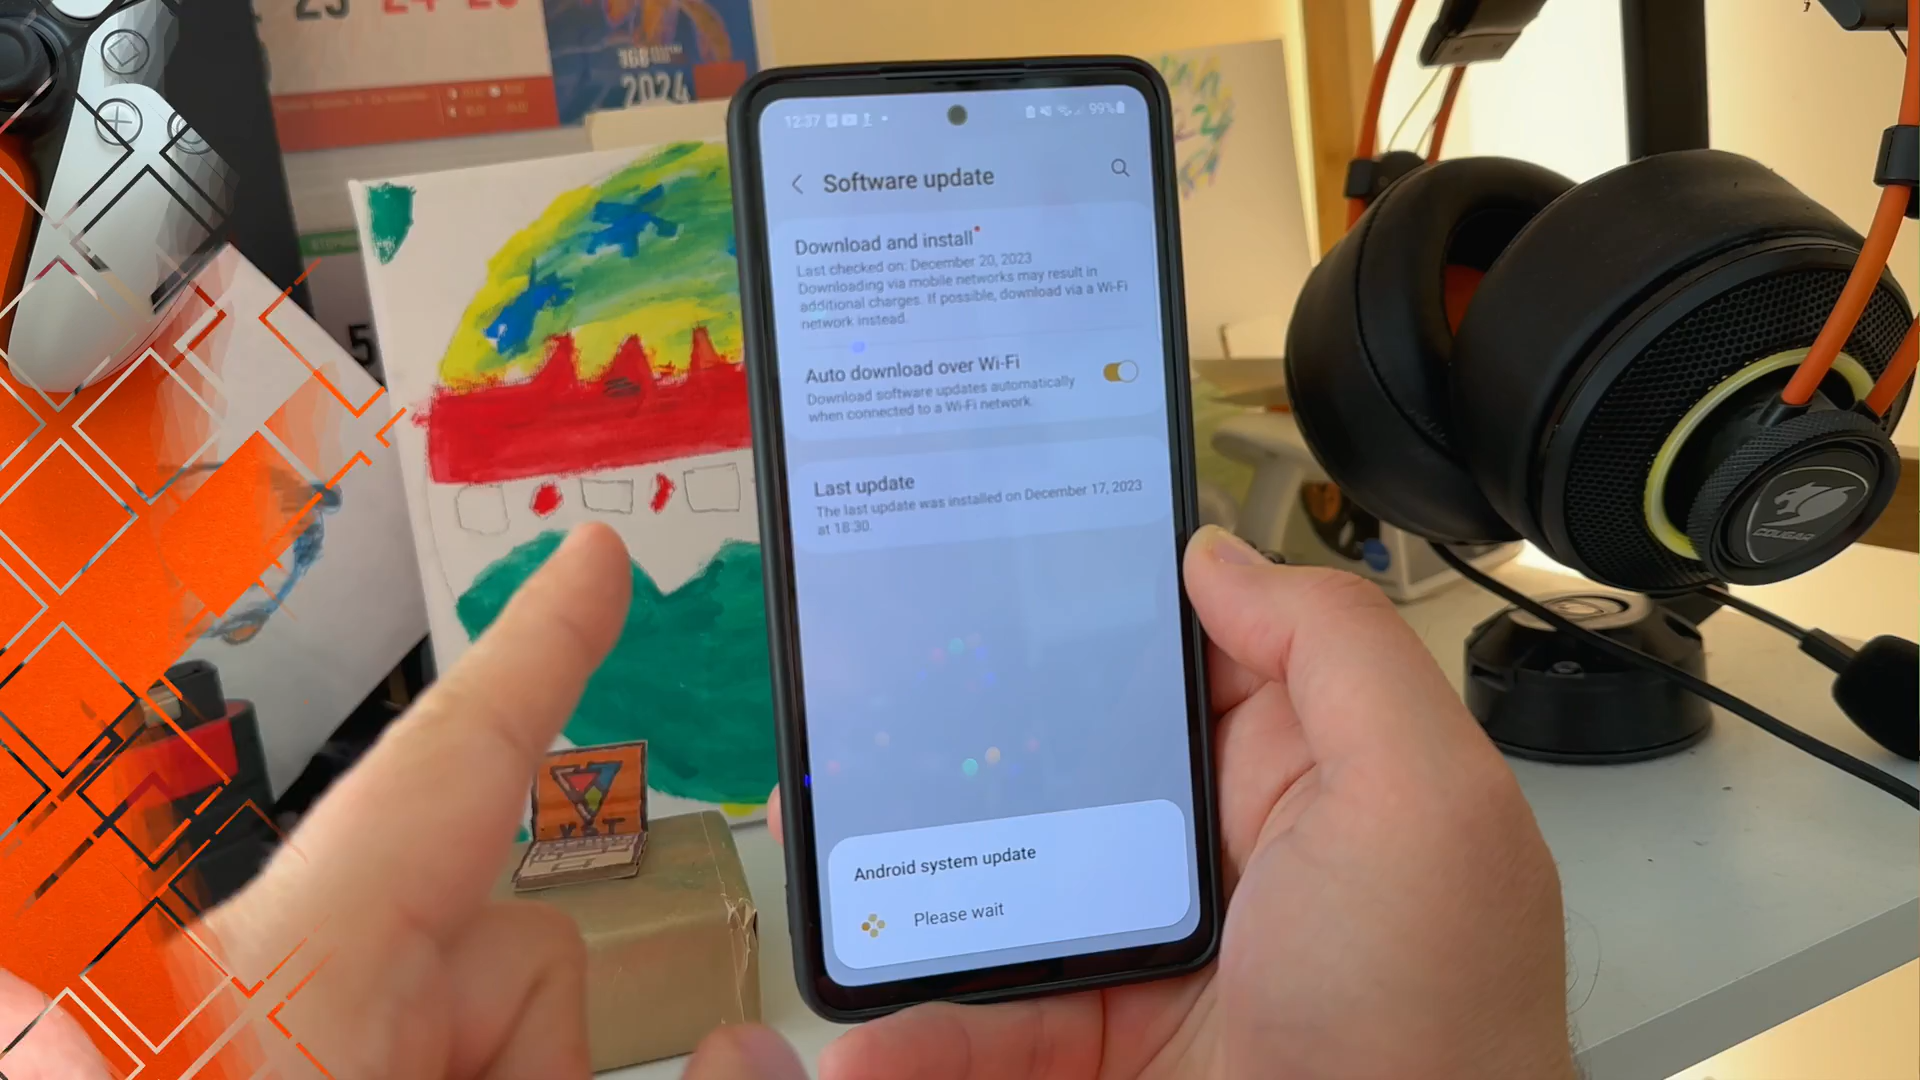 2024
12:37
99%
Software update
Download and install
Last checked on: December 20, 2023
Downloading via mobile networks may result in
additional charges. If possible, download via a Wi-Fi
network instead.
Auto download over Wi-Fi
Download software updates automatically
when connected to a Wi-Fi network.
Last update
The last update was installed on December 17, 2023
at 18:30.
Android system update
Please wait
COUGAR
5